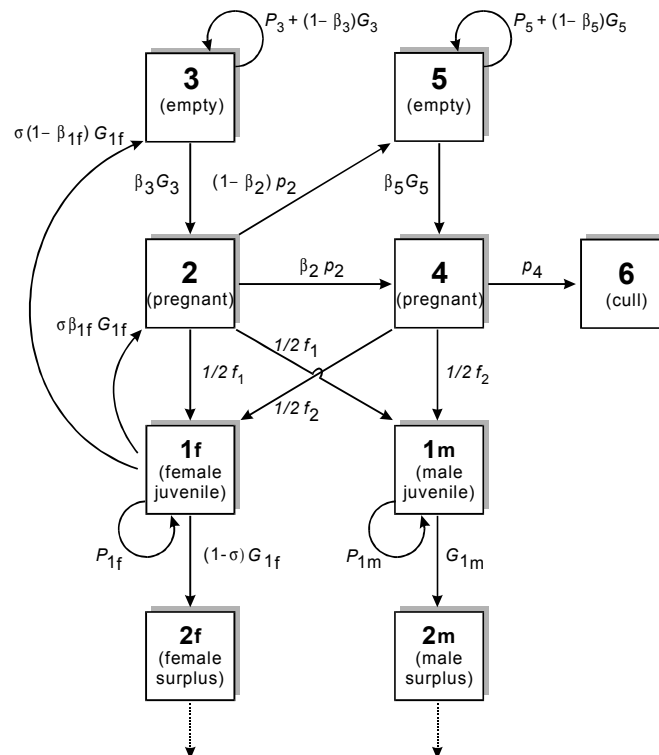 P3 + (1− β3)G3
P5 + (1− β5)G5
3
(empty)
5
(empty)
σ(1− β1f) G1f
β3G3
(1− β2) p2
β5G5
2
(pregnant)
β2 p2
4
(pregnant)
p4
6
(cull)
σβ1f G1f
1/2 f1
1/2 f1
1/2 f2
1/2 f2
1f
(female
juvenile)
1m
(male
juvenile)
P1f
(1-σ) G1f
P1m
G1m
2f
(female
surplus)
2m
(male
surplus)